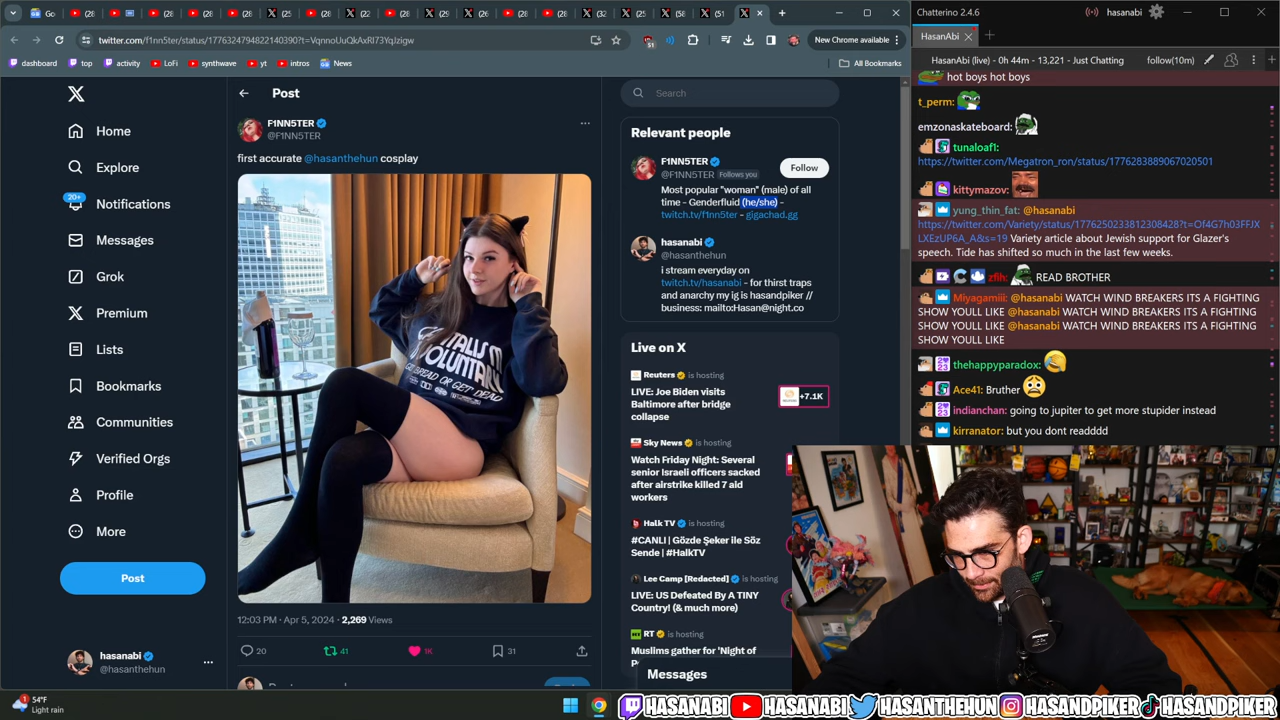 twitter.com/f1nn5ter/status/1776324794822140390?t=VqnnoUuQkAxRl73YqJzigw
New Chrome available
dashboard
top
activity
LoFi
synthwave
yt
intros
News
All Bookmarks
Home
Explore
20+
Notifications
Messages
Grok
Premium
Lists
Bookmarks
Communities
Verified Orgs
Profile
More
Post
hasanabi
@hasanthehun
Post
F1NN5TER
@F1NN5TER
first accurate @hasanthehun cosplay
12:03 PM · Apr 5, 2024 · 2,269 Views
20
41
1K
31
Search
Relevant people
F1NN5TER
@F1NN5TER Follows you
Follow
Most popular "woman" (male) of all
time - Genderfluid (he/she) -
twitch.tv/f1nn5ter - gigachad.gg
hasanabi
@hasanthehun
i stream everyday on
twitch.tv/hasanabi - for thirst traps
and anarchy my ig is hasandpiker //
business: mailto:Hasan@night.co
Live on X
Reuters is hosting
LIVE: Joe Biden visits
Baltimore after bridge
collapse
+7.1K
Sky News is hosting
Watch Friday Night: Several
senior Israeli officers sacked
after airstrike killed 7 aid
workers
Halk TV is hosting
#CANLI | Gözde Şeker ile Söz
Sende | #HalkTV
Lee Camp [Redacted] is hosting
LIVE: US Defeated By A TINY
Country! (& much more)
RT is hosting
Muslims gather for 'Night of
Messages
Chatterino 2.4.6
hasanabi
HasanAbi
HasanAbi (live) - 0h 44m - 13,221 - Just Chatting
follow(10m)
hot boys hot boys
t_perm:
emzonaskateboard:
tunaloaf1:
https://twitter.com/Megatron_ron/status/1776283889067020501
kittymazov:
yung_thin_fat: @hasanabi
https://twitter.com/Variety/status/1776250233812308428?t=Of4G7h03FFJX
LXEzUP6A_A&s=19 Variety article about Jewish support for Glazer's
speech. Tide has shifted so much in the last few weeks.
zfih: READ BROTHER
Miyagamiii: @hasanabi WATCH WIND BREAKERS ITS A FIGHTING
SHOW YOULL LIKE @hasanabi WATCH WIND BREAKERS ITS A FIGHTING
SHOW YOULL LIKE @hasanabi WATCH WIND BREAKERS ITS A FIGHTING
SHOW YOULL LIKE
thehappyparadox:
Ace41: Bruther
indianchan: going to jupiter to get more stupider instead
kirranator: but you dont readddd
54°F
Light rain
HASANABI
HASANABI
HASANTHEHUN
HASANDPIKER
HASANDPIKER